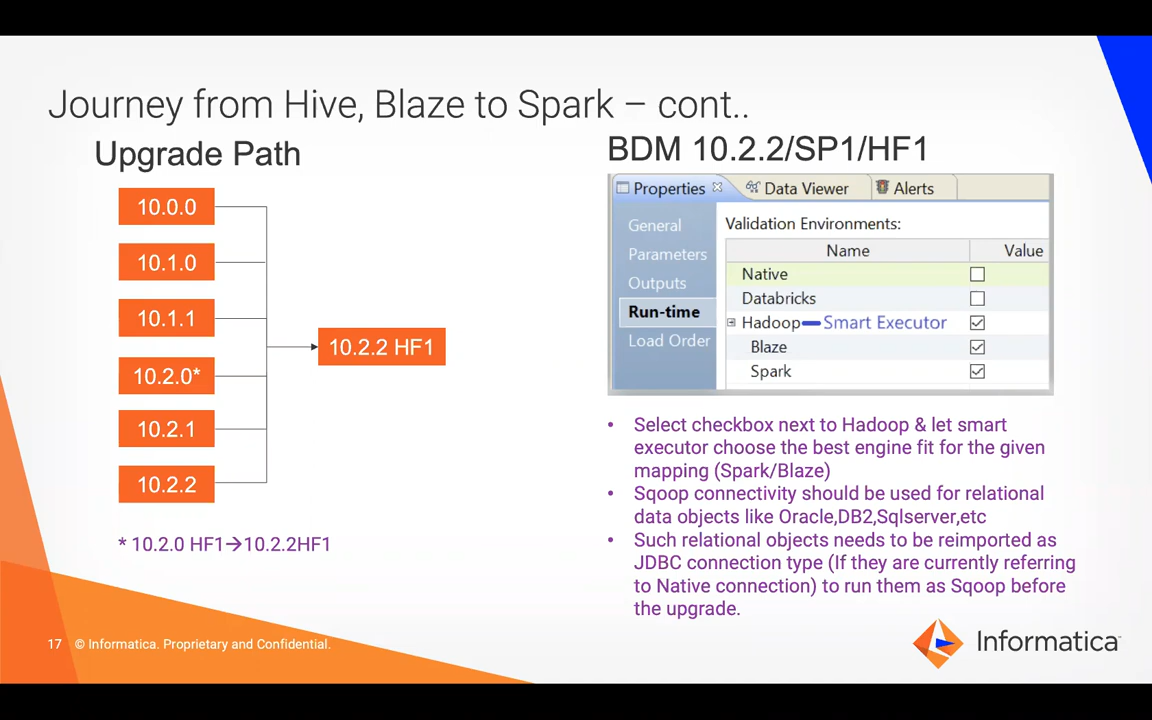 Journey from Hive, Blaze to Spark – cont..
Upgrade Path
10.0.0
10.1.0
10.1.1
10.2.0*
10.2.1
10.2.2
10.2.2 HF1
* 10.2.0 HF1→10.2.2HF1
BDM 10.2.2/SP1/HF1
Properties
Data Viewer
Alerts
General
Parameters
Outputs
Run-time
Load Order
Validation Environments:
Name Value
Native
Databricks
Hadoop Smart Executor
Blaze
Spark
• Select checkbox next to Hadoop & let smart
executor choose the best engine fit for the given
mapping (Spark/Blaze)
• Sqoop connectivity should be used for relational
data objects like Oracle,DB2,Sqlserver,etc
• Such relational objects needs to be reimported as
JDBC connection type (If they are currently referring
to Native connection) to run them as Sqoop before
the upgrade.
17 © Informatica. Proprietary and Confidential.
Informatica